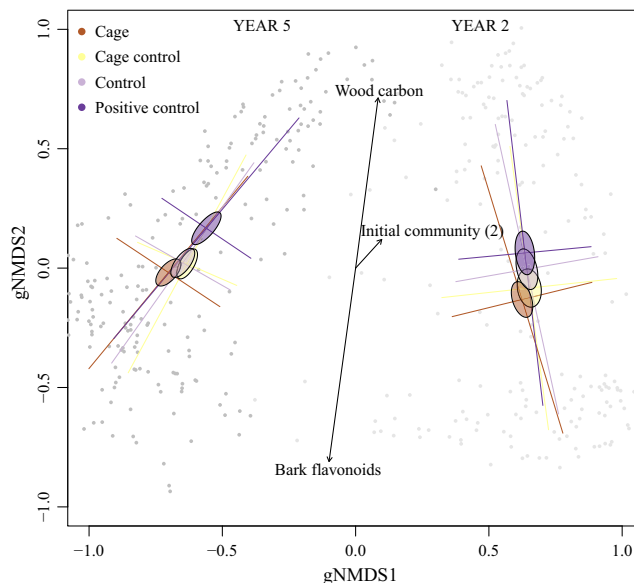 YEAR 5
YEAR 2
Cage
Cage control
Control
Positive control
Wood carbon
Initial community (2)
Bark flavonoids
gNMDS2
1.0
0.5
0.0
−0.5
−1.0
−1.0
−0.5
0.0
0.5
1.0
gNMDS1